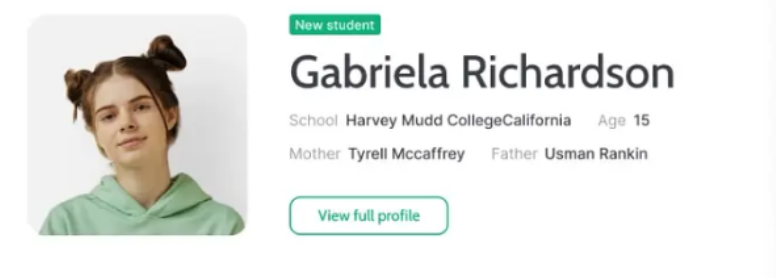 New student
Gabriela Richardson
School Harvey Mudd CollegeCalifornia Age 15
Mother Tyrell Mccaffrey Father Usman Rankin
View full profile